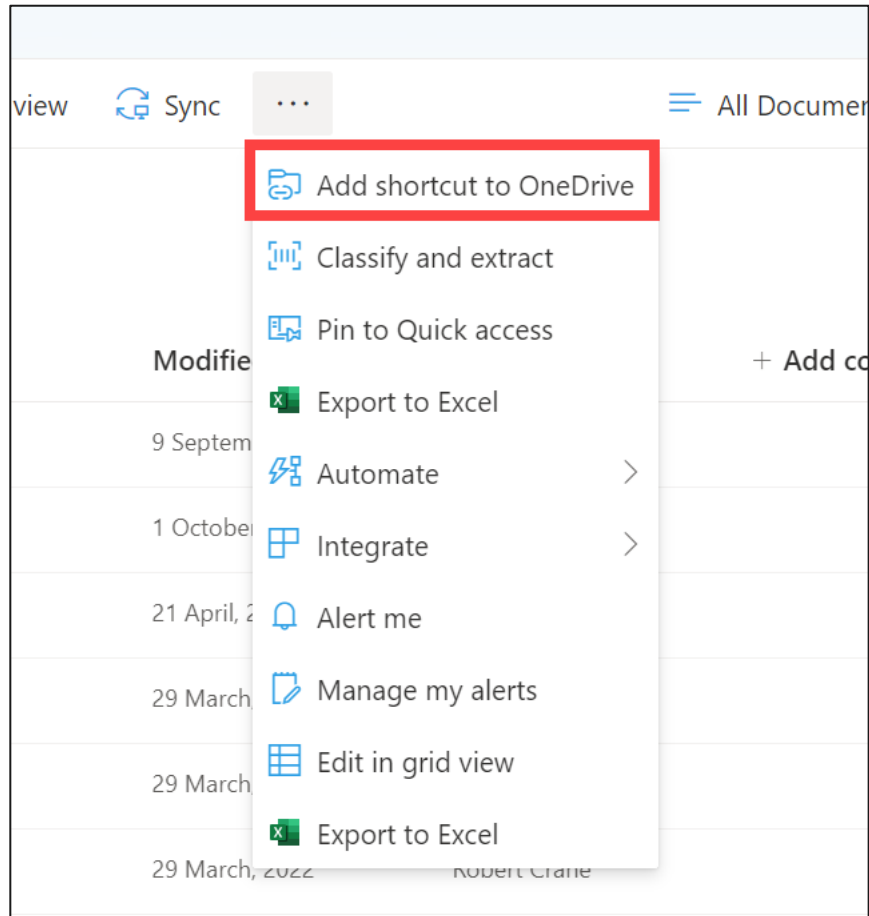 view Sync ... All Documen
Add shortcut to OneDrive
Classify and extract
Pin to Quick access
Modifie + Add co
Export to Excel
9 Septem
Automate
1 October
Integrate
21 April, 2
Alert me
29 March,
Manage my alerts
29 March,
Edit in grid view
Export to Excel
29 March, 2022 Robert Crane